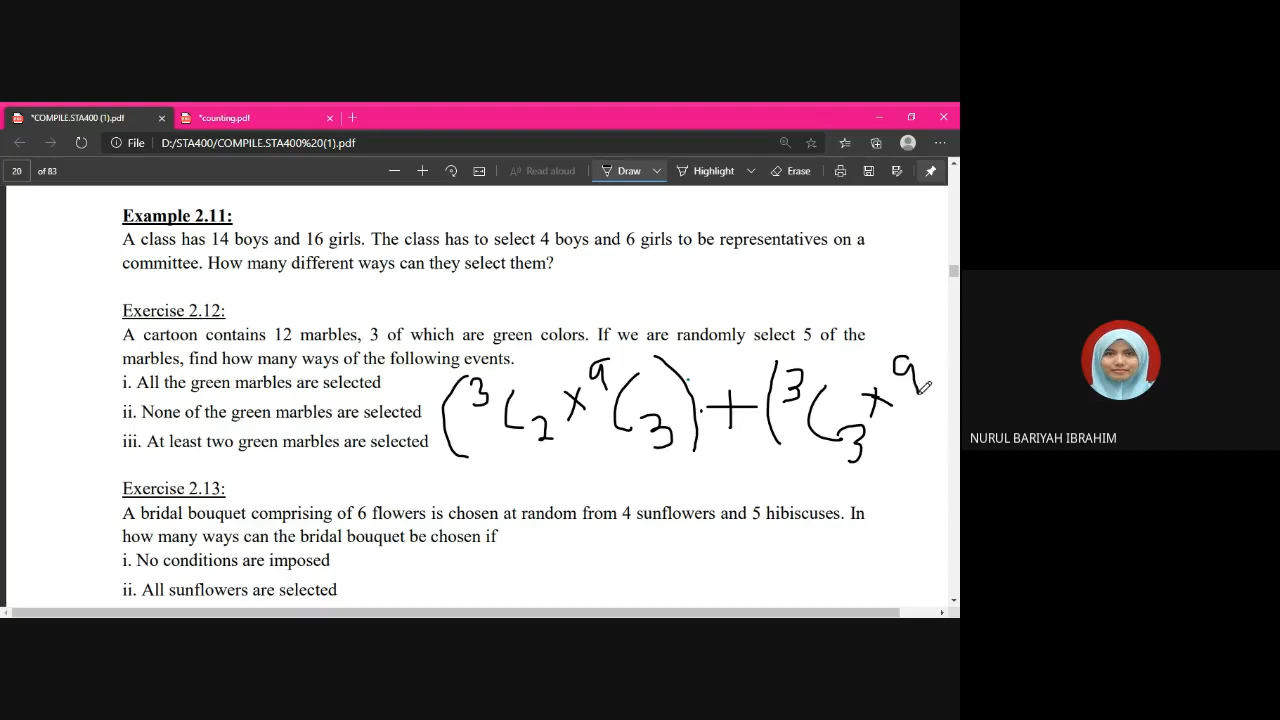 *COMPILE.STA400 (1).pdf
*counting.pdf
File D:/STA400/COMPILE.STA400%20(1).pdf
20 of 83 Read aloud Draw Highlight Erase
Example 2.11:
A class has 14 boys and 16 girls. The class has to select 4 boys and 6 girls to be representatives on a
committee. How many different ways can they select them?
Exercise 2.12:
A cartoon contains 12 marbles, 3 of which are green colors. If we are randomly select 5 of the
marbles, find how many ways of the following events.
i. All the green marbles are selected
ii. None of the green marbles are selected
iii. At least two green marbles are selected
(³C₂ × ⁹C₃) + (³C₃ × ⁹
Exercise 2.13:
A bridal bouquet comprising of 6 flowers is chosen at random from 4 sunflowers and 5 hibiscuses. In
how many ways can the bridal bouquet be chosen if
i. No conditions are imposed
ii. All sunflowers are selected
NURUL BARIYAH IBRAHIM